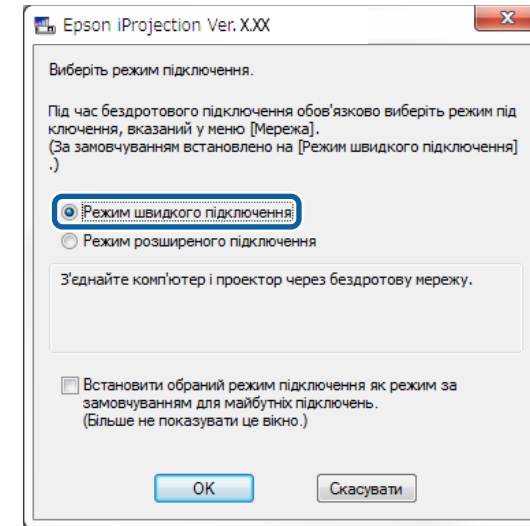 Epson iProjection Ver. X.XX
Виберіть режим підключення.
Під час бездротового підключення обов'язково виберіть режим під
ключення, вказаний у меню [Мережа].
(За замовчуванням встановлено на [Режим швидкого підключення]
.)
Режим швидкого підключення
Режим розширеного підключення
З'єднайте комп'ютер і проектор через бездротову мережу.
Встановити обраний режим підключення як режим за
замовчуванням для майбутніх підключень.
(Більше не показувати це вікно.)
OK
Скасувати